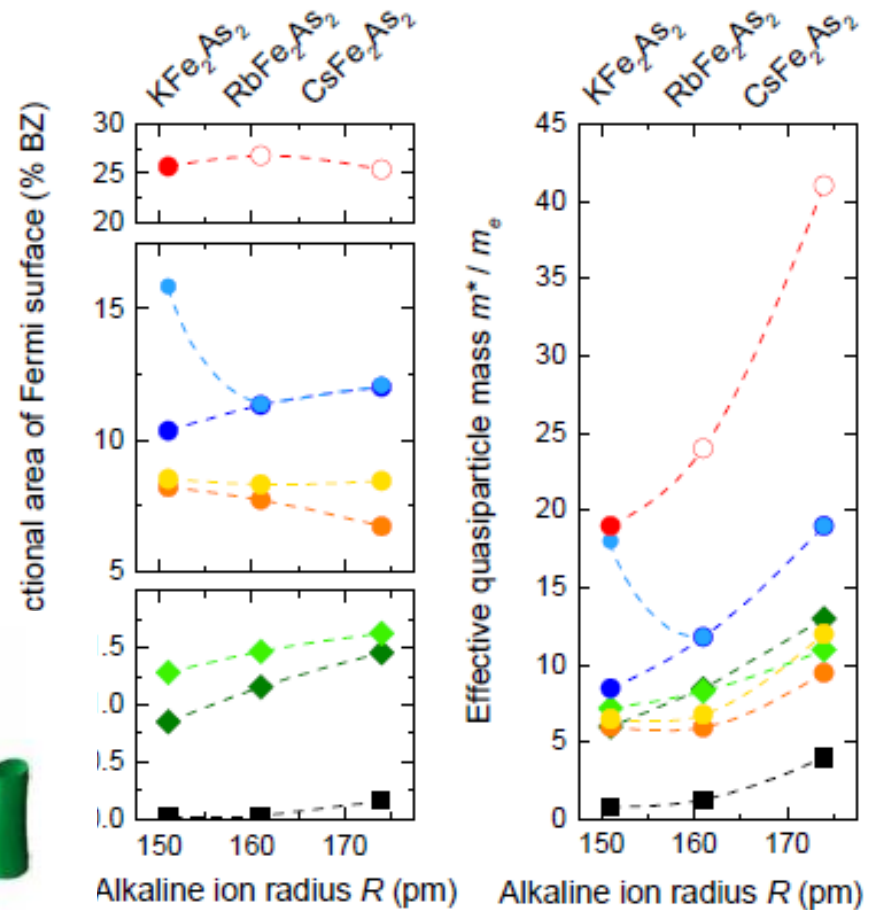 KFe₂As₂ RbFe₂As₂ CsFe₂As₂
ctional area of Fermi surface (% BZ)
30
25
20
15
10
5
.5
.0
0.5
0.0
150 160 170
Alkaline ion radius R (pm)
KFe₂As₂ RbFe₂As₂ CsFe₂As₂
Effective quasiparticle mass m* / mₑ
45
40
35
30
25
20
15
10
5
0
150 160 170
Alkaline ion radius R (pm)